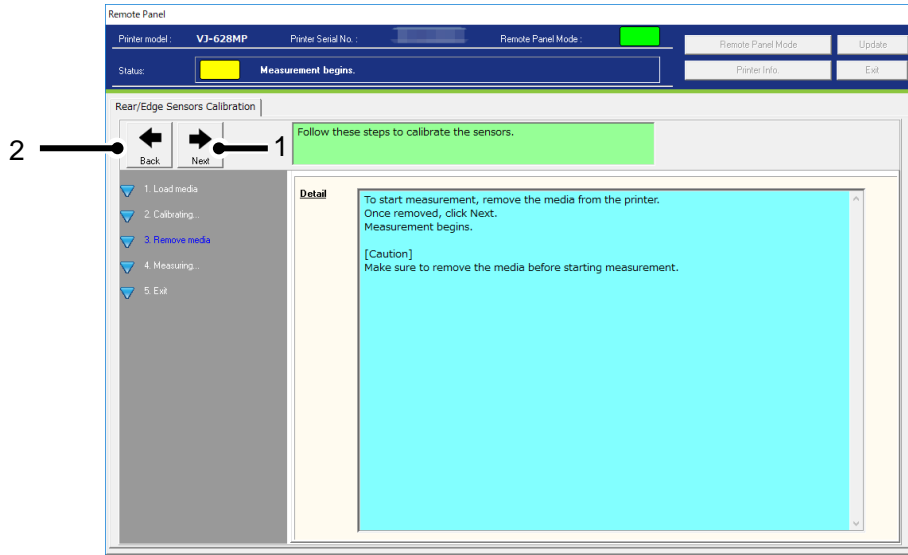 Remote Panel
Printer model : VJ-628MP Printer Serial No. : Remote Panel Mode :
Remote Panel Mode Update
Status: Measurement begins.
Printer Info. Exit
Rear/Edge Sensors Calibration
Follow these steps to calibrate the sensors.
2 1
Back Next
1. Load media
2. Calibrating...
3. Remove media
4. Measuring...
5. Exit
Detail
To start measurement, remove the media from the printer.
Once removed, click Next.
Measurement begins.
[Caution]
Make sure to remove the media before starting measurement.